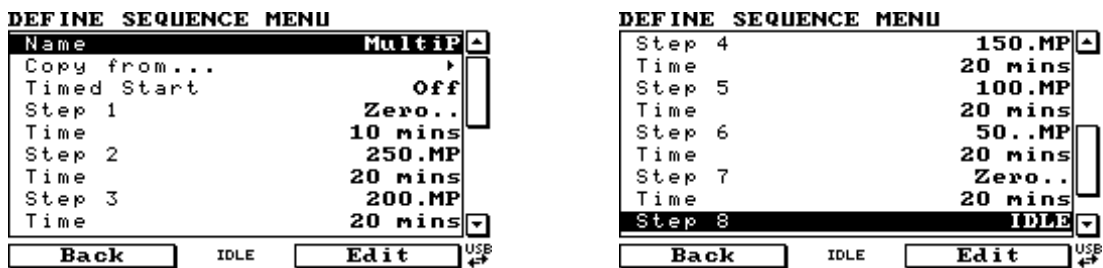 DEFINE SEQUENCE MENU
Name MultiP
Copy from...
Timed Start Off
Step 1 Zero..
Time 10 mins
Step 2 250.MP
Time 20 mins
Step 3 200.MP
Time 20 mins
Back IDLE Edit USB
DEFINE SEQUENCE MENU
Step 4 150.MP
Time 20 mins
Step 5 100.MP
Time 20 mins
Step 6 50..MP
Time 20 mins
Step 7 Zero..
Time 20 mins
Step 8 IDLE
Back IDLE Edit USB